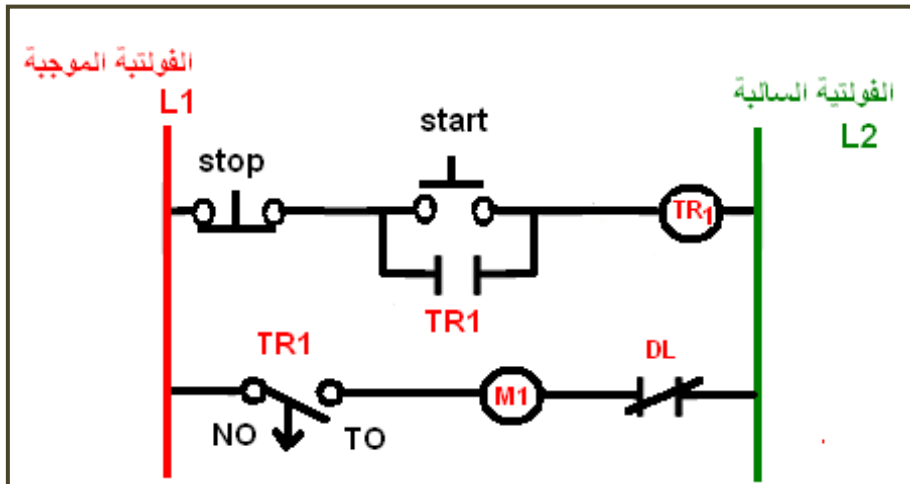 الفولتية الموجبة
L1
الفولتية السالبة
L2
stop
start
TR1
TR1
TR1
DL
M1
NO
TO